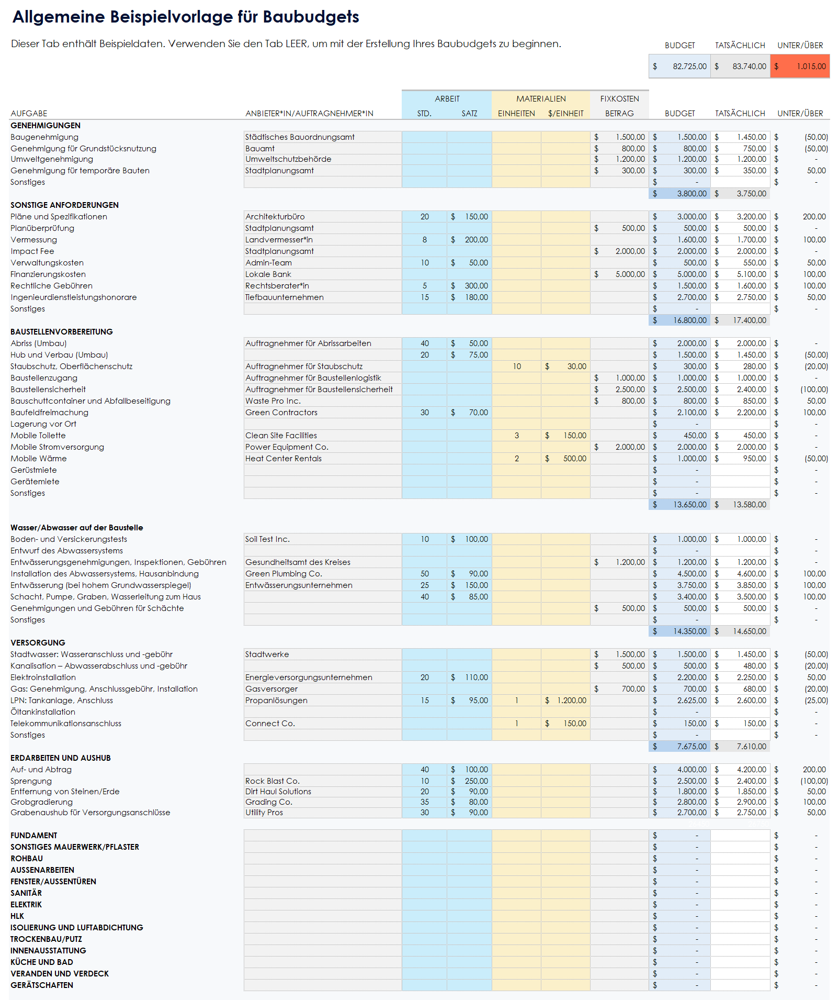 Allgemeine Beispielvorlage für Baubudgets
Dieser Tab enthält Beispieldaten. Verwenden Sie den Tab LEER, um mit der Erstellung Ihres Baubudgets zu beginnen.
BUDGET TATSÄCHLICH UNTER/ÜBER
$ 82.725,00 $ 83.740,00 $ 1.015,00
ARBEIT MATERIALIEN FIXKOSTEN
AUFGABE ANBIETER*IN/AUFTRAGNEHMER*IN STD. SATZ EINHEITEN $/EINHEIT BETRAG BUDGET TATSÄCHLICH UNTER/ÜBER
GENEHMIGUNGEN
Baugenehmigung Städtisches Bauordnungsamt $ 1.500,00 $ 1.500,00 $ 1.450,00 $ (50,00)
Genehmigung für Grundstücksnutzung Bauamt $ 800,00 $ 800,00 $ 750,00 $ (50,00)
Umweltgenehmigung Umweltschutzbehörde $ 1.200,00 $ 1.200,00 $ 1.200,00 $ -
Genehmigung für temporäre Bauten Stadtplanungsamt $ 300,00 $ 300,00 $ 350,00 $ 50,00
Sonstiges $ - $ -
$ 3.800,00 $ 3.750,00
SONSTIGE ANFORDERUNGEN
Pläne und Spezifikationen Architekturbüro 20 $ 150,00 $ 3.000,00 $ 3.200,00 $ 200,00
Planüberprüfung Stadtplanungsamt $ 500,00 $ 500,00 $ 500,00 $ -
Vermessung Landvermesser*in 8 $ 200,00 $ 1.600,00 $ 1.700,00 $ 100,00
Impact Fee Stadtplanungsamt $ 2.000,00 $ 2.000,00 $ 2.000,00 $ -
Verwaltungskosten Admin-Team 10 $ 50,00 $ 500,00 $ 550,00 $ 50,00
Finanzierungskosten Lokale Bank $ 5.000,00 $ 5.000,00 $ 5.100,00 $ 100,00
Rechtliche Gebühren Rechtsberater*in 5 $ 300,00 $ 1.500,00 $ 1.600,00 $ 100,00
Ingenieurdienstleistungshonorare Tiefbauunternehmen 15 $ 180,00 $ 2.700,00 $ 2.750,00 $ 50,00
Sonstiges $ - $ -
$ 16.800,00 $ 17.400,00
BAUSTELLENVORBEREITUNG
Abriss (Umbau) Auftragnehmer für Abrissarbeiten 40 $ 50,00 $ 2.000,00 $ 2.000,00 $ -
Hub und Verbau (Umbau) 20 $ 75,00 $ 1.500,00 $ 1.450,00 $ (50,00)
Staubschutz, Oberflächenschutz Auftragnehmer für Staubschutz 10 $ 30,00 $ 300,00 $ 280,00 $ (20,00)
Baustellenzugang Auftragnehmer für Baustellenlogistik $ 1.000,00 $ 1.000,00 $ 1.000,00 $ -
Baustellensicherheit Auftragnehmer für Baustellensicherheit $ 2.500,00 $ 2.500,00 $ 2.400,00 $ (100,00)
Bauschuttcontainer und Abfallbeseitigung Waste Pro Inc. $ 800,00 $ 800,00 $ 850,00 $ 50,00
Baufeldfreimachung Green Contractors 30 $ 70,00 $ 2.100,00 $ 2.200,00 $ 100,00
Lagerung vor Ort $ - $ -
Mobile Toilette Clean Site Facilities 3 $ 150,00 $ 450,00 $ 450,00 $ -
Mobile Stromversorgung Power Equipment Co. $ 2.000,00 $ 2.000,00 $ 2.000,00 $ -
Mobile Wärme Heat Center Rentals 2 $ 500,00 $ 1.000,00 $ 950,00 $ (50,00)
Gerüstmiete $ - $ -
Gerätemiete $ - $ -
Sonstiges $ - $ -
$ 13.650,00 $ 13.580,00
Wasser/Abwasser auf der Baustelle
Boden- und Versickerungstests Soil Test Inc. 10 $ 100,00 $ 1.000,00 $ 1.000,00 $ -
Entwurf des Abwassersystems $ - $ -
Entwässerungsgenehmigungen, Inspektionen, Gebühren Gesundheitsamt des Kreises $ 1.200,00 $ 1.200,00 $ 1.200,00 $ -
Installation des Abwassersystems, Hausanbindung Green Plumbing Co. 50 $ 90,00 $ 4.500,00 $ 4.600,00 $ 100,00
Entwässerung (bei hohem Grundwasserspiegel) Entwässerungsunternehmen 25 $ 150,00 $ 3.750,00 $ 3.850,00 $ 100,00
Schacht, Pumpe, Graben, Wasserleitung zum Haus 40 $ 85,00 $ 3.400,00 $ 3.500,00 $ 100,00
Genehmigungen und Gebühren für Schächte $ 500,00 $ 500,00 $ 500,00 $ -
Sonstiges $ - $ -
$ 14.350,00 $ 14.650,00
VERSORGUNG
Stadtwasser: Wasseranschluss und -gebühr Stadtwerke $ 1.500,00 $ 1.500,00 $ 1.450,00 $ (50,00)
Kanalisation – Abwasserabschluss und -gebühr $ 500,00 $ 500,00 $ 480,00 $ (20,00)
Elektroinstallation Energieversorgungsunternehmen 20 $ 110,00 $ 2.200,00 $ 2.250,00 $ 50,00
Gas: Genehmigung, Anschlussgebühr, Installation Gasversorger $ 700,00 $ 700,00 $ 680,00 $ (20,00)
LPN: Tankanlage, Anschluss Propanlösungen 15 $ 95,00 1 $ 1.200,00 $ 2.625,00 $ 2.600,00 $ (25,00)
Öltankinstallation $ - $ -
Telekommunikationsanschluss Connect Co. 1 $ 150,00 $ 150,00 $ 150,00 $ -
Sonstiges $ - $ -
$ 7.675,00 $ 7.610,00
ERDARBEITEN UND AUSHUB
Auf- und Abtrag 40 $ 100,00 $ 4.000,00 $ 4.200,00 $ 200,00
Sprengung Rock Blast Co. 10 $ 250,00 $ 2.500,00 $ 2.400,00 $ (100,00)
Entfernung von Steinen/Erde Dirt Haul Solutions 20 $ 90,00 $ 1.800,00 $ 1.850,00 $ 50,00
Grobgradierung Grading Co. 35 $ 80,00 $ 2.800,00 $ 2.900,00 $ 100,00
Grabenaushub für Versorgungsanschlüsse Utility Pros 30 $ 90,00 $ 2.700,00 $ 2.750,00 $ 50,00
FUNDAMENT $ - $ -
SONSTIGES MAUERWERK/PFLASTER $ - $ -
ROHBAU $ - $ -
AUSSENARBEITEN $ - $ -
FENSTER/AUSSENTÜREN $ - $ -
SANITÄR $ - $ -
ELEKTRIK $ - $ -
HLK $ - $ -
ISOLIERUNG UND LUFTABDICHTUNG $ - $ -
TROCKENBAU/PUTZ $ - $ -
INNENAUSSTATTUNG $ - $ -
KÜCHE UND BAD $ - $ -
VERANDEN UND VERDECK $ - $ -
GERÄTSCHAFTEN $ - $ -